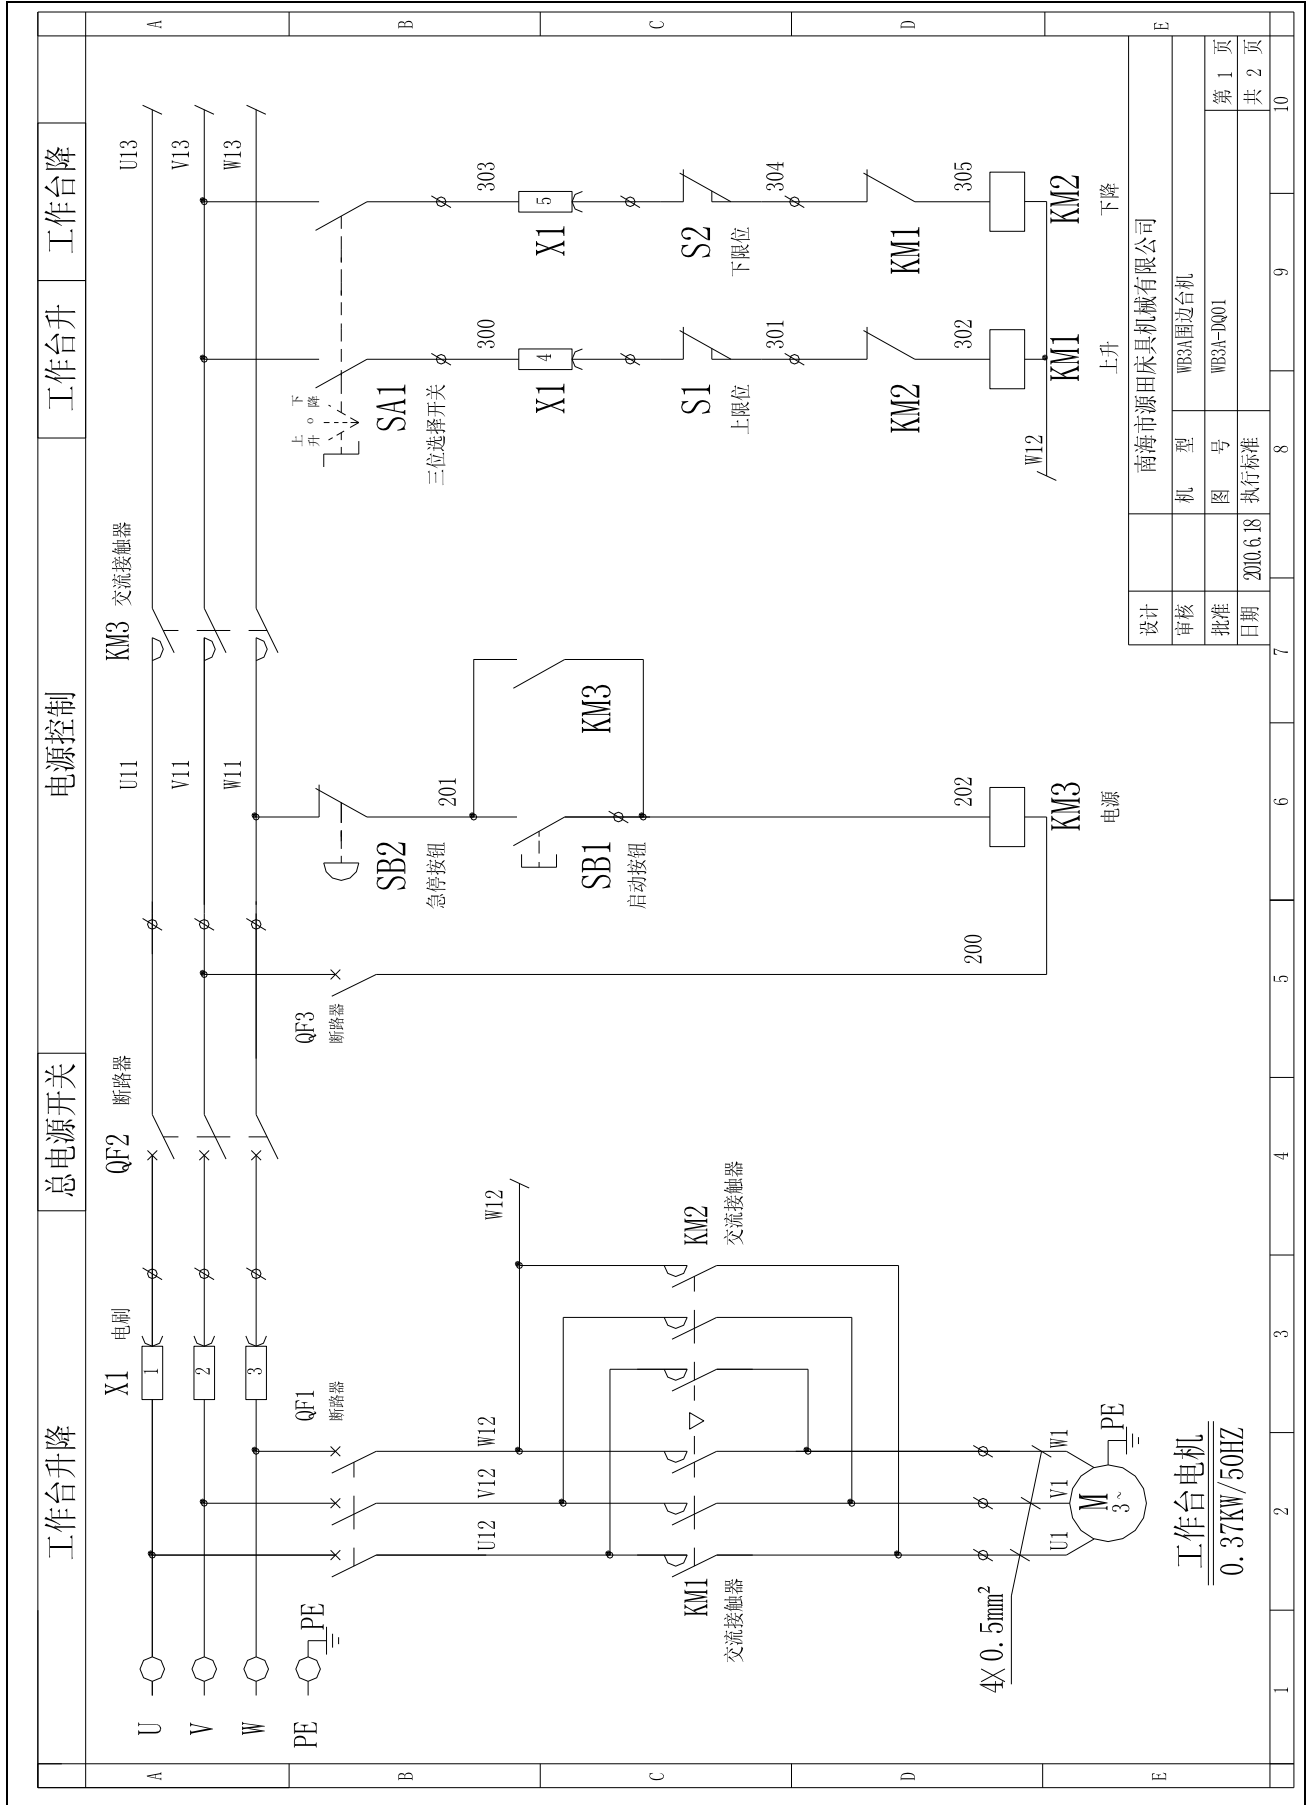 工作台升降
总电源开关
电源控制
工作台升
工作台降
A
B
C
D
E
1
2
3
4
5
6
7
8
9
10
A
B
C
D
E
U
V
W
PE
PE
X1
电刷
1
2
3
QF2
断路器
U11
V11
W11
KM3
交流接触器
U13
V13
W13
QF1
断路器
U12
V12
W12
W12
KM1
交流接触器
KM2
交流接触器
4X0.5mm²
U1
V1
W1
M
3~
PE
工作台电机
0.37KW/50HZ
QF3
断路器
200
SB2
急停按钮
201
SB1
启动按钮
KM3
202
KM3
电源
上升
0
下降
SA1
三位选择开关
300
X1
4
S1
上限位
301
KM2
302
KM1
上升
W12
303
X1
5
S2
下限位
304
KM1
305
KM2
下降
设计
南海市源田床具机械有限公司
审核
机 型
WB3A围边台机
批准
图 号
WB3A-DQ01
第 1 页
日期
2010.6.18
执行标准
共 2 页